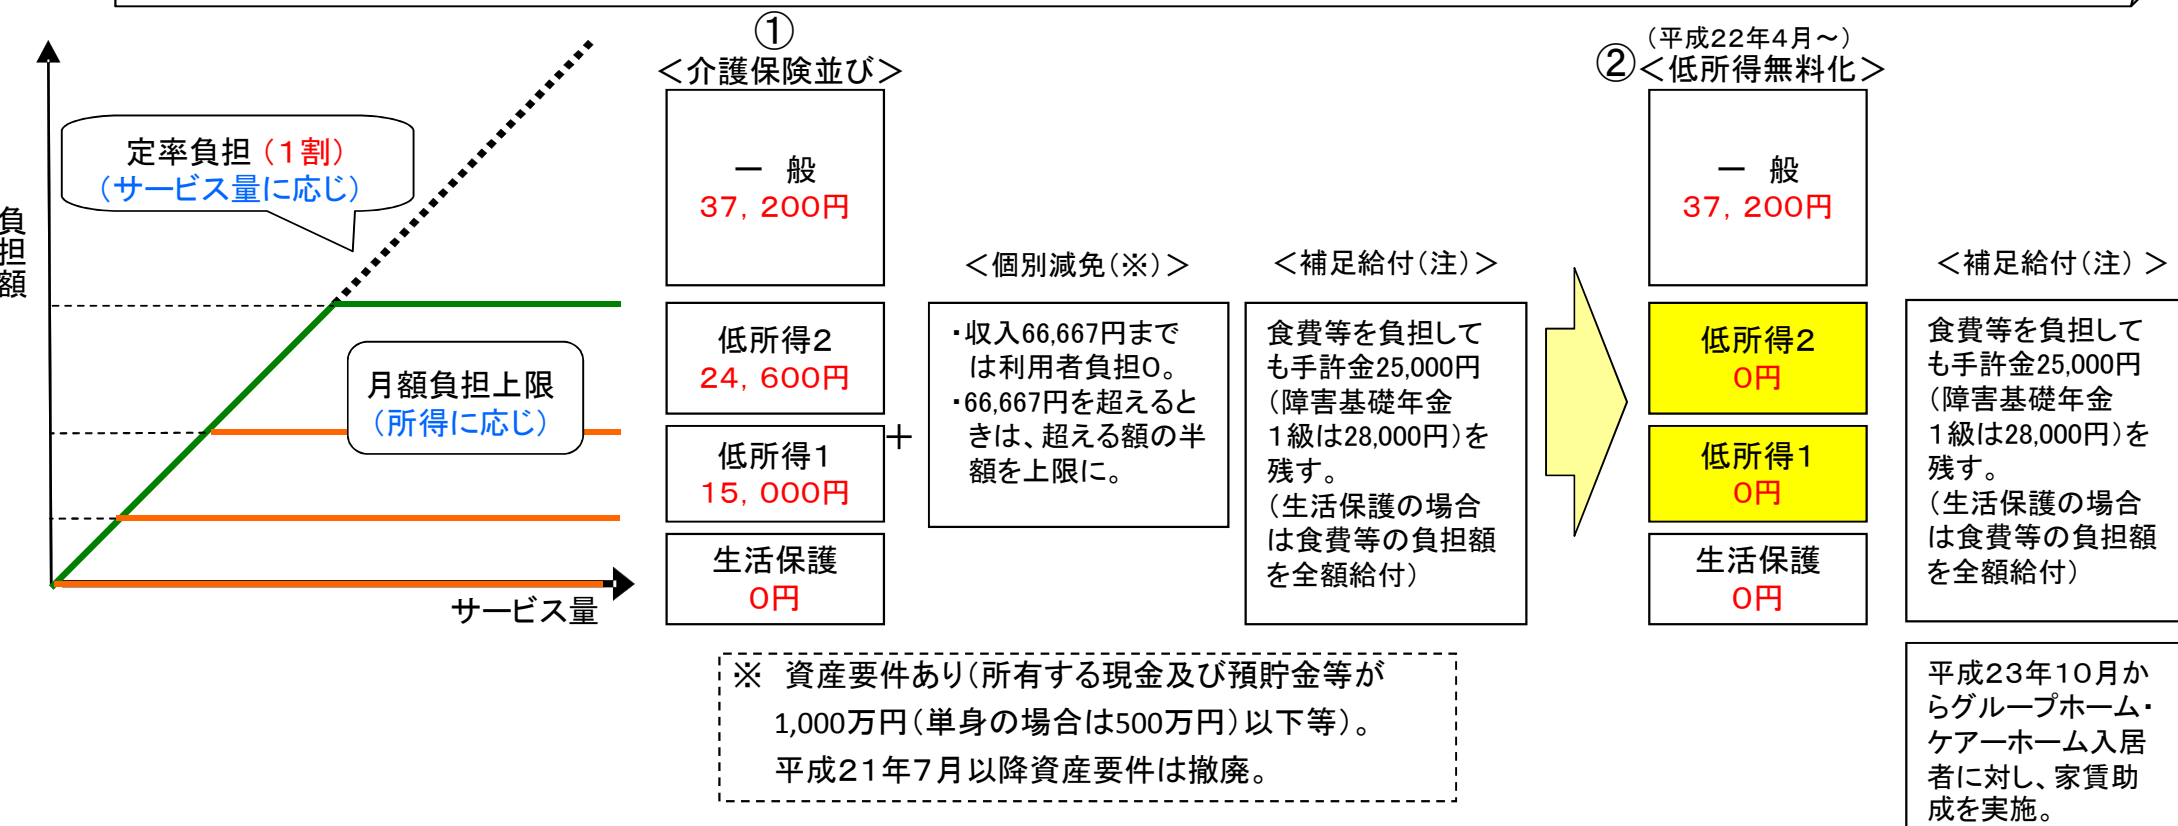 ①
＜介護保険並び＞
定率負担（1割）
（サービス量に応じ）
負担額
月額負担上限
（所得に応じ）
サービス量
一 般
37，200円
低所得2
24，600円
低所得1
15，000円
生活保護
0円
＋
＜個別減免（※）＞
・収入66,667円まで
は利用者負担0。
・66,667円を超えると
きは、超える額の半
額を上限に。
＜補足給付（注）＞
食費等を負担して
も手許金25,000円
（障害基礎年金
1級は28,000円）を
残す。
（生活保護の場合
は食費等の負担額
を全額給付）
（平成22年4月～）
②＜低所得無料化＞
一 般
37，200円
低所得2
0円
低所得1
0円
生活保護
0円
＜補足給付（注）＞
食費等を負担して
も手許金25,000円
（障害基礎年金
1級は28,000円）を
残す。
（生活保護の場合
は食費等の負担額
を全額給付）
※ 資産要件あり（所有する現金及び預貯金等が
1,000万円（単身の場合は500万円）以下等）。
平成21年7月以降資産要件は撤廃。
平成23年10月か
らグループホーム・
ケアーホーム入居
者に対し、家賃助
成を実施。